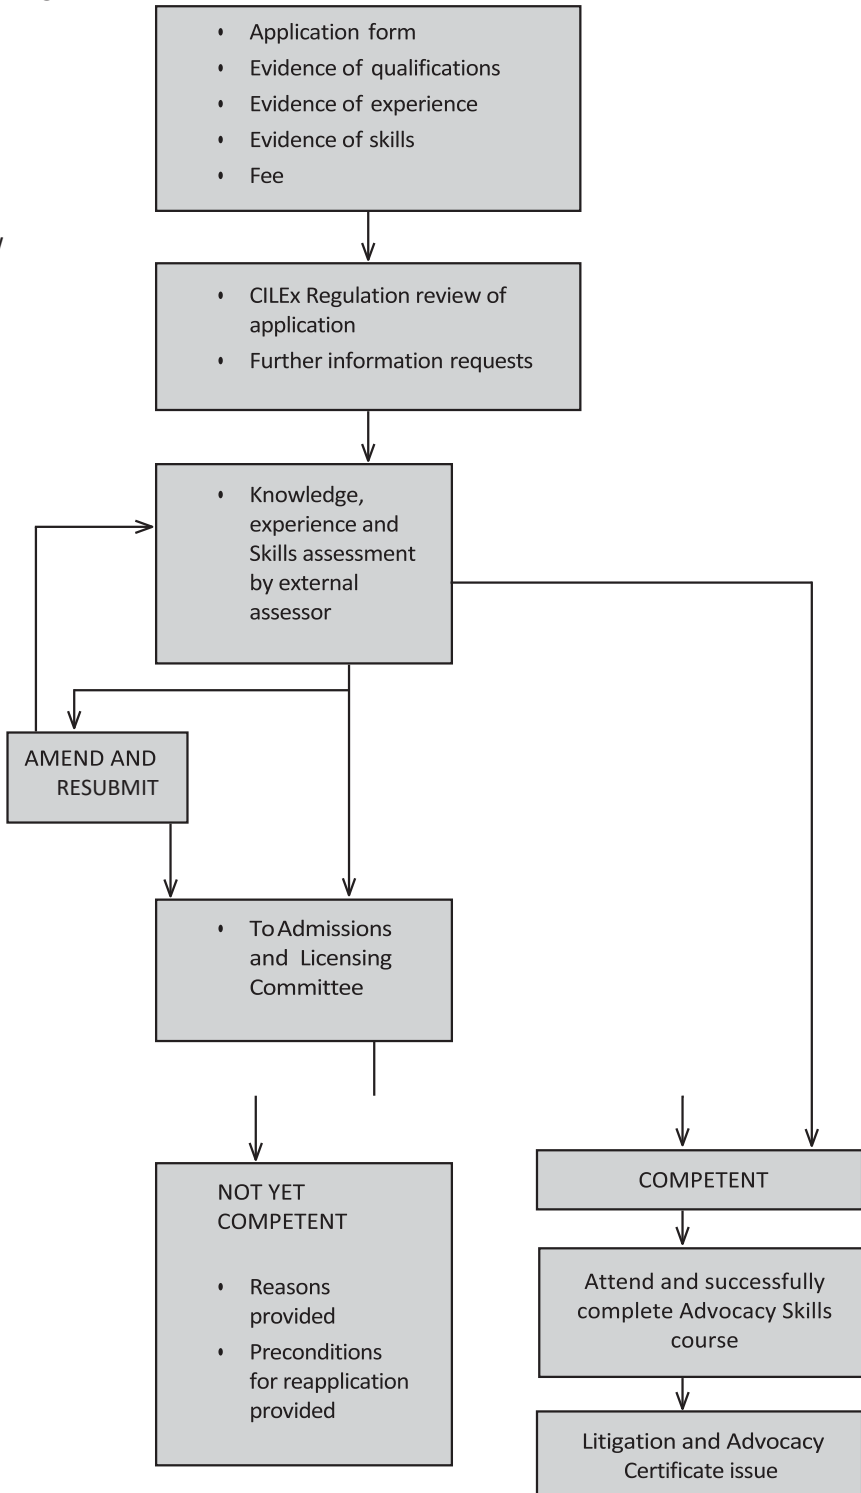 • Application form
• Evidence of qualifications
• Evidence of experience
• Evidence of skills
• Fee
• CILEx Regulation review of
application
• Further information requests
• Knowledge,
experience and
Skills assessment
by external
assessor
AMEND AND
RESUBMIT
• To Admissions
and Licensing
Committee
NOT YET
COMPETENT
• Reasons
provided
• Preconditions
for reapplication
provided
COMPETENT
Attend and successfully
complete Advocacy Skills
course
Litigation and Advocacy
Certificate issue